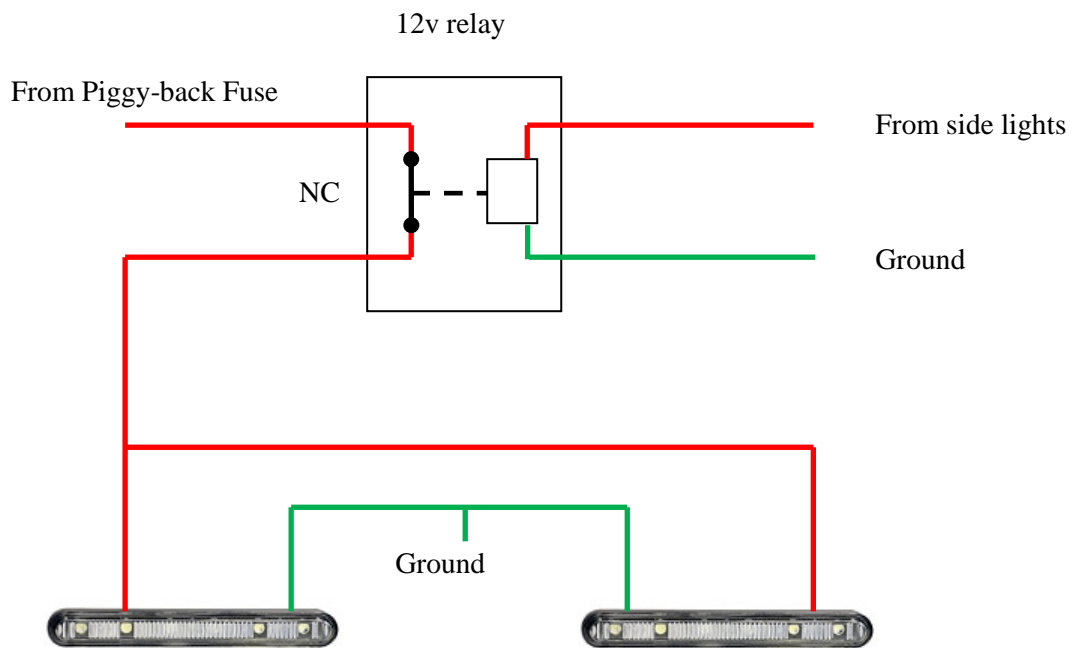 12v relay
From Piggy-back Fuse
From side lights
NC
Ground
Ground